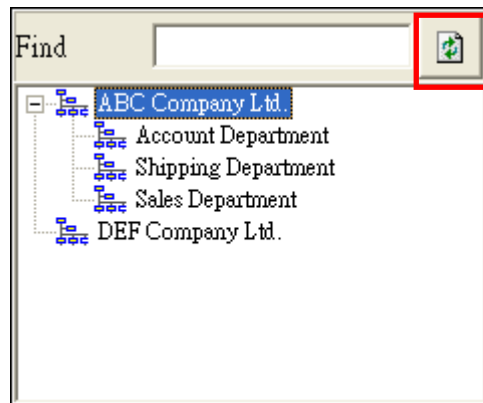 Find
ABC Company Ltd.
Account Department
Shipping Department
Sales Department
DEF Company Ltd.